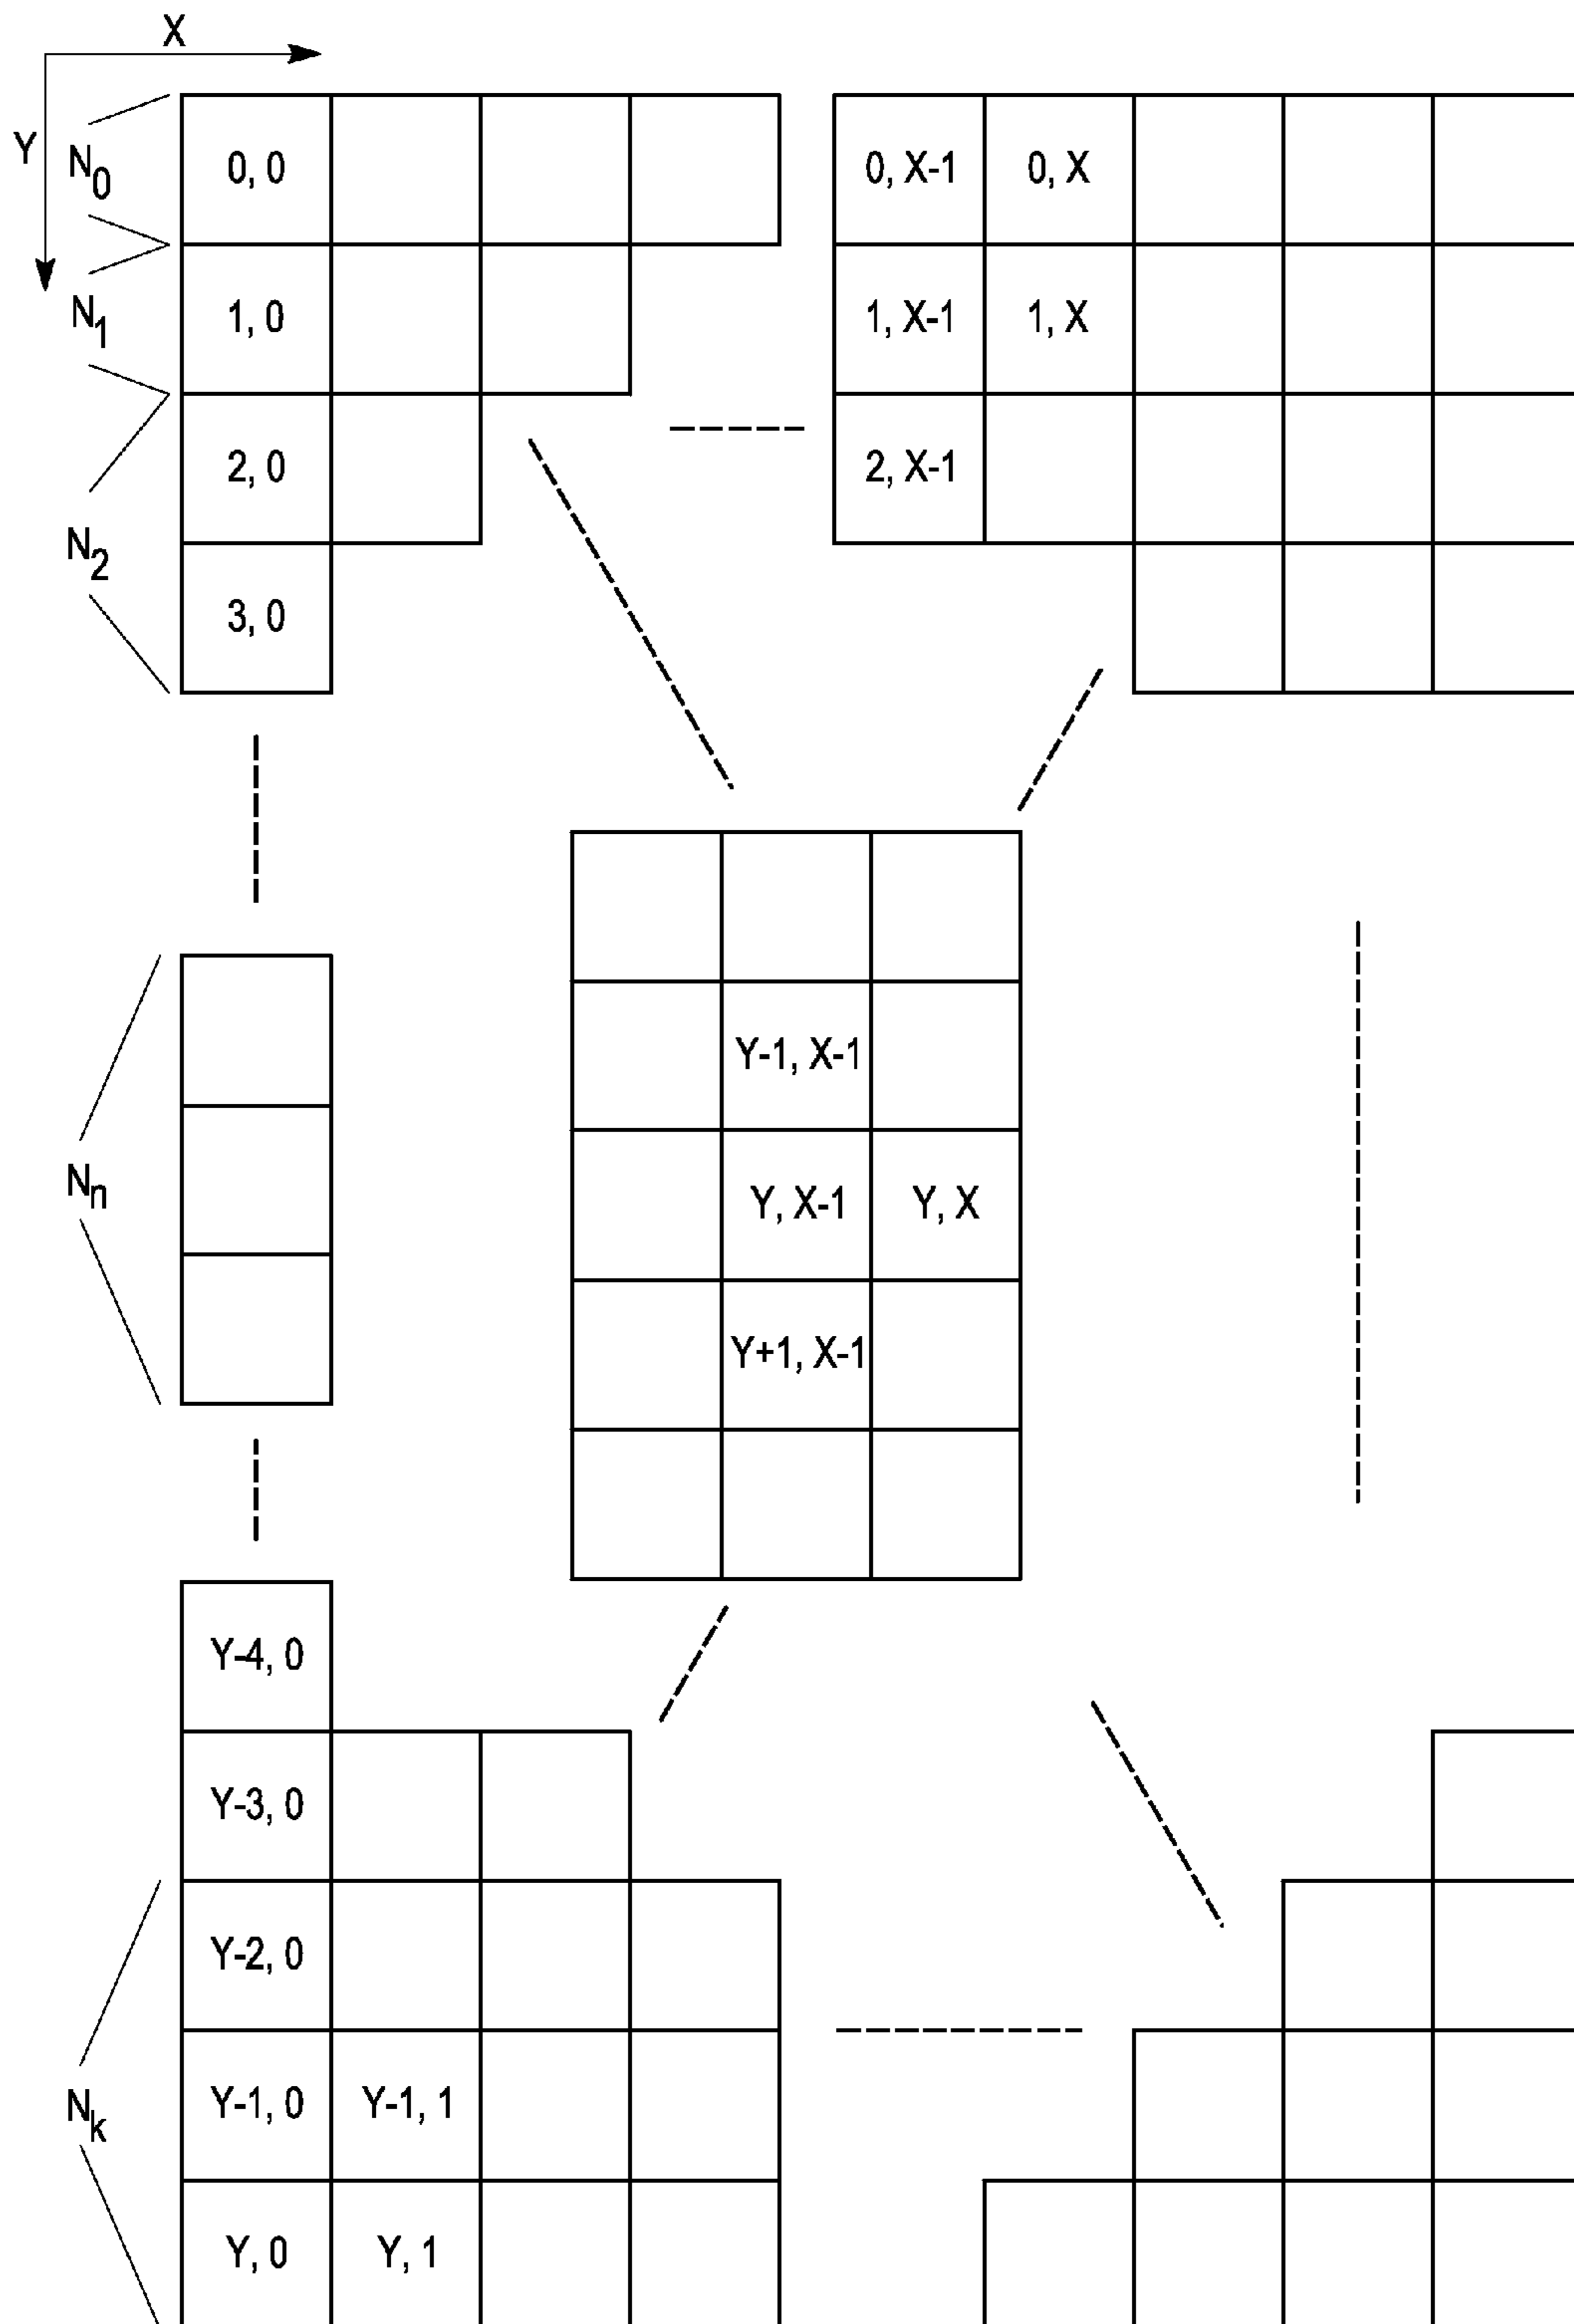 X
Y
N0
0, 0
0, X-1
0, X
N1
1, 0
1, X-1
1, X
2, 0
2, X-1
N2
3, 0
Y-1, X-1
Nn
Y, X-1
Y, X
Y+1, X-1
Y-4, 0
Y-3, 0
Y-2, 0
Nk
Y-1, 0
Y-1, 1
Y, 0
Y, 1